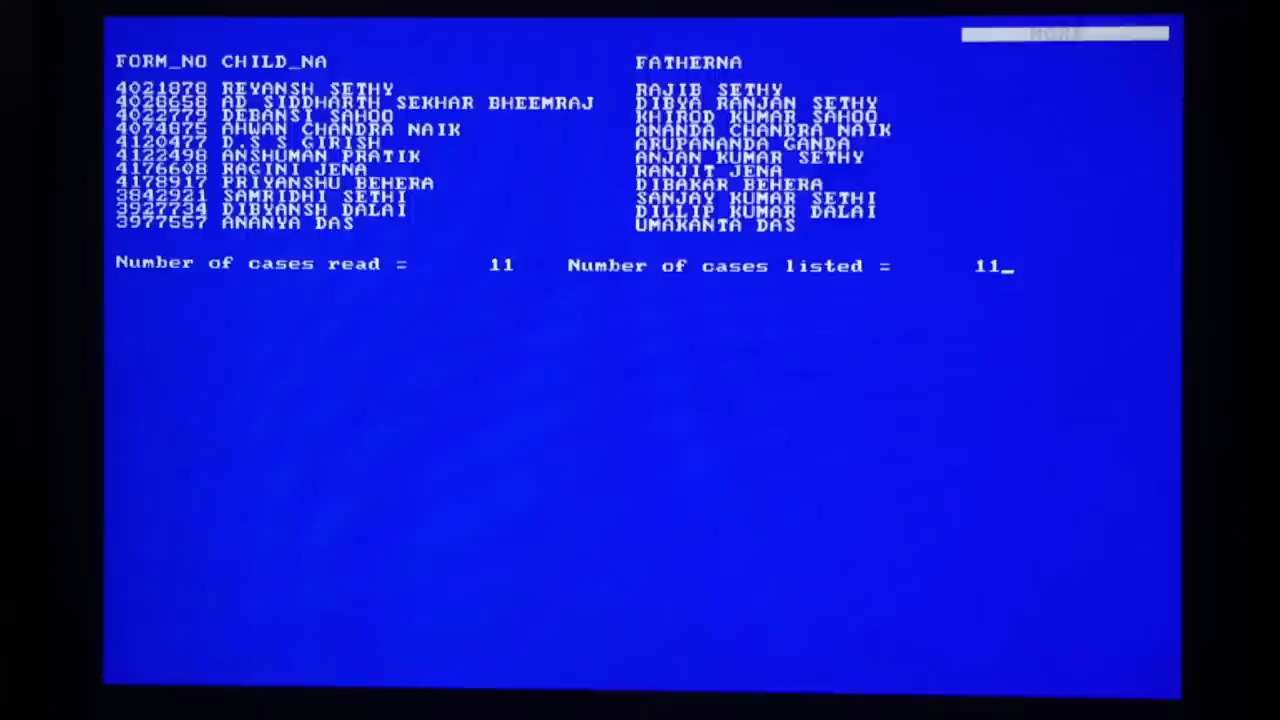 MORE
FORM_NO CHILD_NA FATHERNA
4021878 REYANSH SETHY RAJIB SETHY
4028658 AD SIDDHARTH SEKHAR BHEEMRAJ DIBYA RANJAN SETHY
4022779 DEBANSI SAHOO KHIROD KUMAR SAHOO
4074875 AHWAN CHANDRA NAIK ANANDA CHANDRA NAIK
4120477 D.S S GIRISH ARUPANANDA GANDA
4122498 ANSHUMAN PRATIK ANJAN KUMAR SETHY
4176608 RAGINI JENA RANJIT JENA
4178917 PRIYANSHU BEHERA DIBAKAR BEHERA
3842921 SAMRIDHI SETHI SANJAY KUMAR SETHI
3927734 DIBYANSH DALAI DILLIP KUMAR DALAI
3977557 ANANYA DAS UMAKANTA DAS
Number of cases read = 11 Number of cases listed = 11_